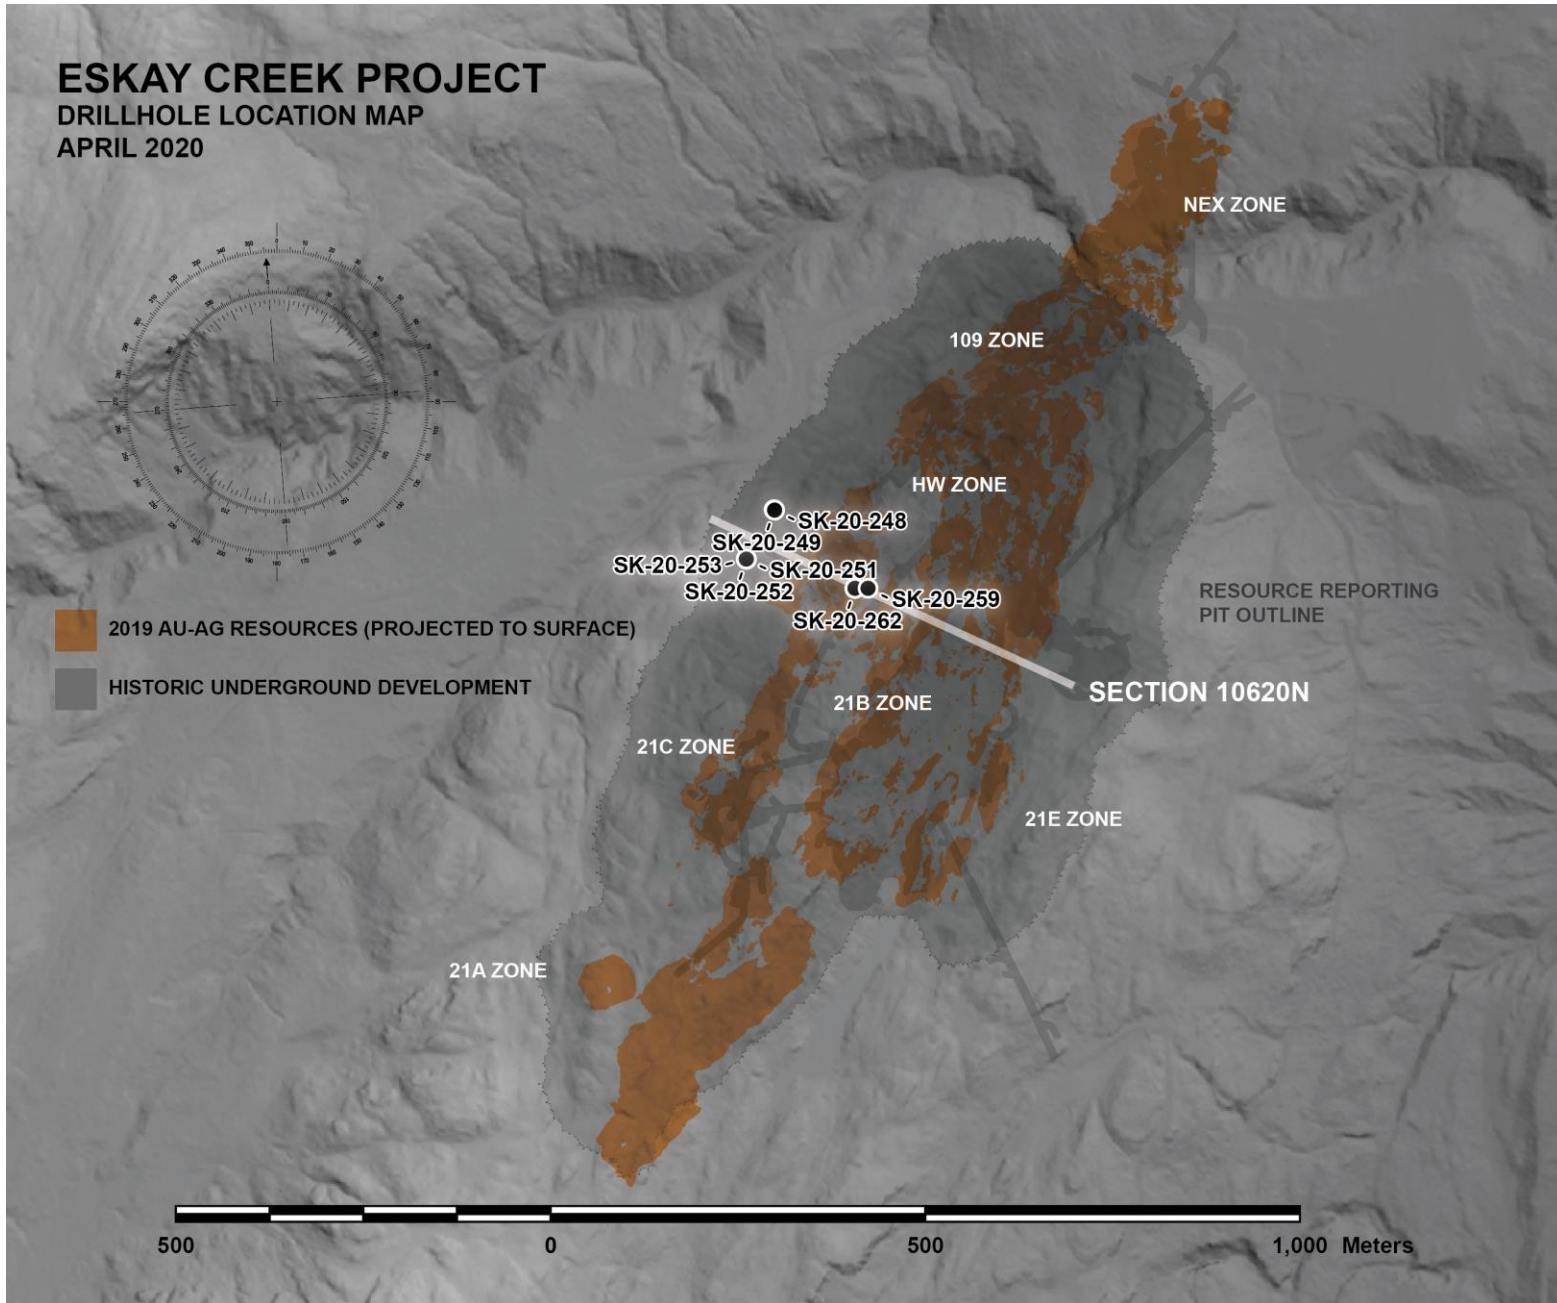 ESKAY CREEK PROJECT
DRILLHOLE LOCATION MAP
APRIL 2020
NEX ZONE
109 ZONE
HW ZONE
SK-20-248
SK-20-249
SK-20-253
SK-20-251
SK-20-252
SK-20-259
SK-20-262
RESOURCE REPORTING
PIT OUTLINE
2019 AU-AG RESOURCES (PROJECTED TO SURFACE)
HISTORIC UNDERGROUND DEVELOPMENT
SECTION 10620N
21B ZONE
21C ZONE
21E ZONE
21A ZONE
500 0 500 1,000 Meters